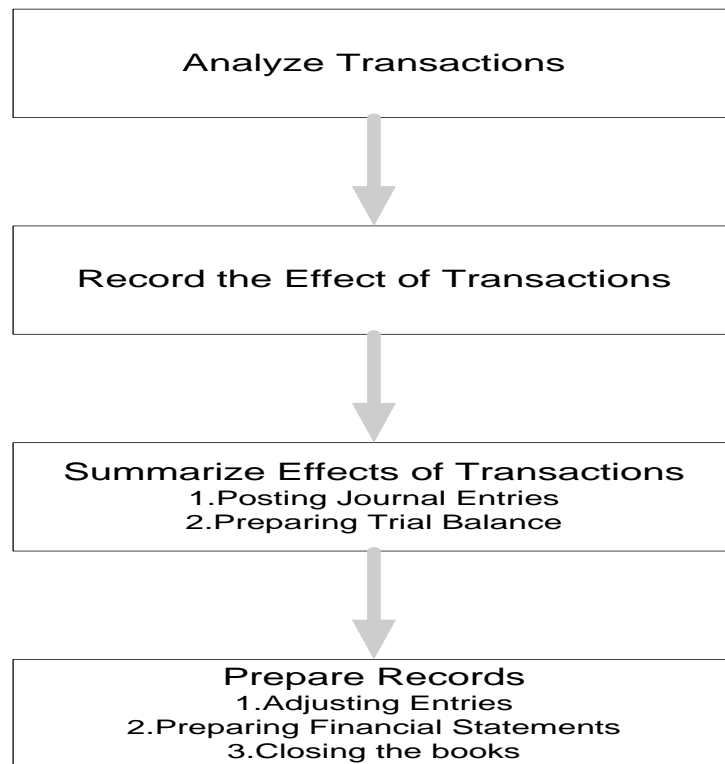 Analyze Transactions
Record the Effect of Transactions
Summarize Effects of Transactions
1.Posting Journal Entries
2.Preparing Trial Balance
Prepare Records
1.Adjusting Entries
2.Preparing Financial Statements
3.Closing the books